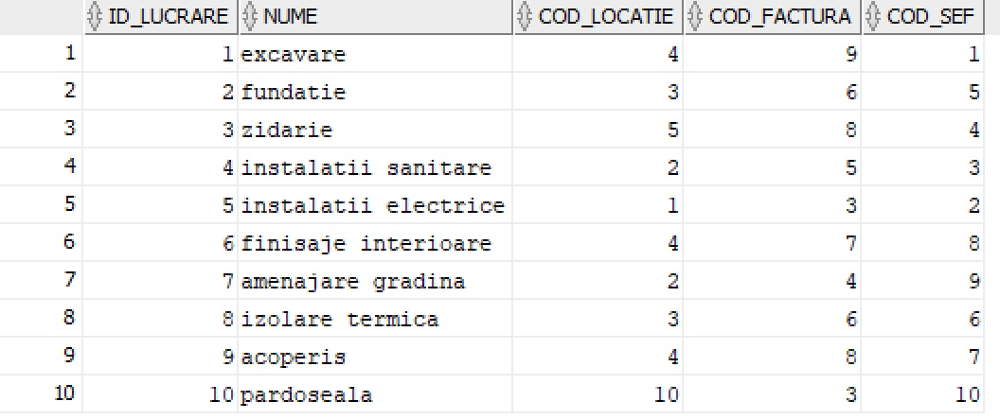 ID_LUCRARE NUME COD_LOCATIE COD_FACTURA COD_SEF
1 1 excavare 4 9 1
2 2 fundatie 3 6 5
3 3 zidarie 5 8 4
4 4 instalatii sanitare 2 5 3
5 5 instalatii electrice 1 3 2
6 6 finisaje interioare 4 7 8
7 7 amenajare gradina 2 4 9
8 8 izolare termica 3 6 6
9 9 acoperis 4 8 7
10 10 pardoseala 10 3 10